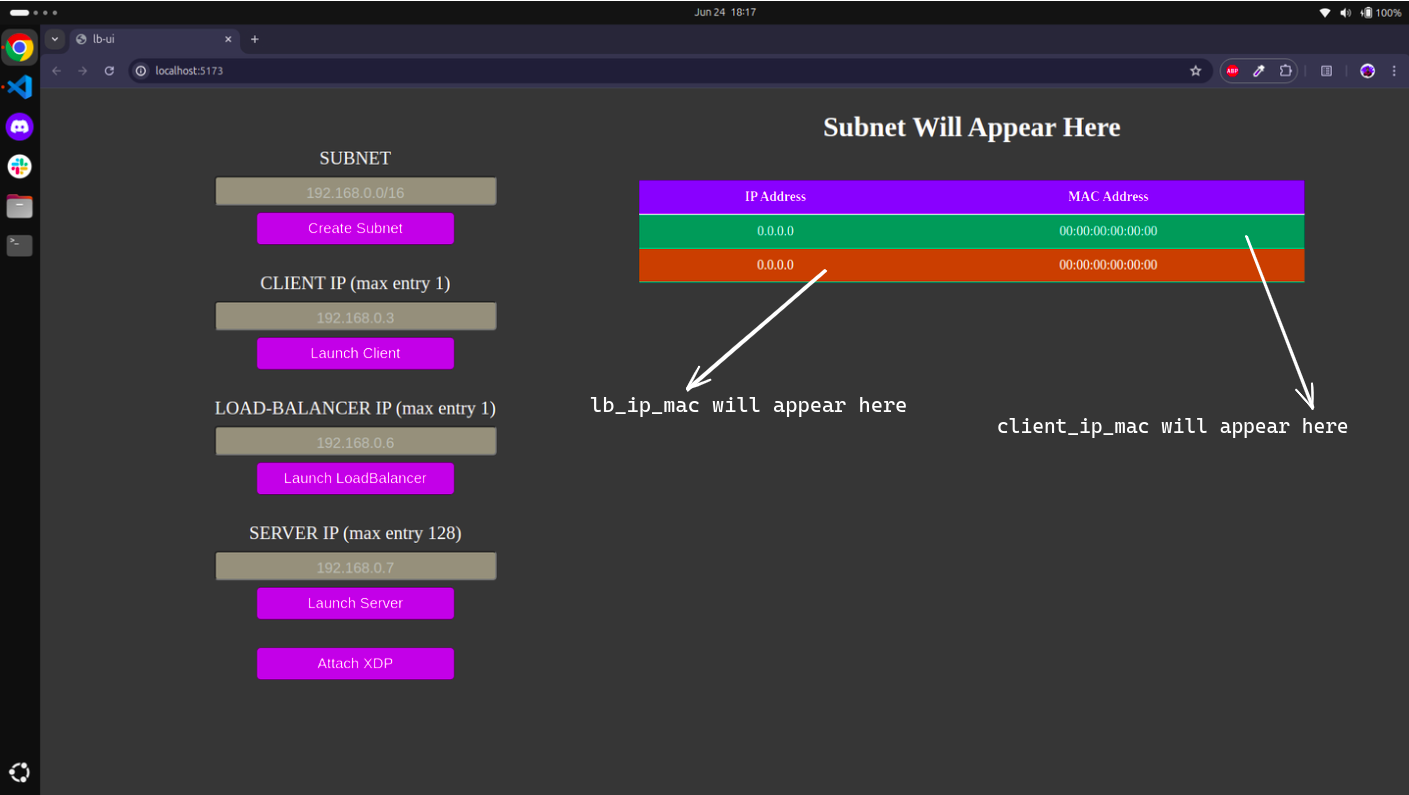 Jun 24 18:17
100%
lb-ui
localhost:5173
ABP
Subnet Will Appear Here
SUBNET
192.168.0.0/16
Create Subnet
CLIENT IP (max entry 1)
192.168.0.3
Launch Client
LOAD-BALANCER IP (max entry 1)
192.168.0.6
Launch LoadBalancer
SERVER IP (max entry 128)
192.168.0.7
Launch Server
Attach XDP
IP Address MAC Address
0.0.0.0 00:00:00:00:00:00
0.0.0.0 00:00:00:00:00:00
lb_ip_mac will appear here
client_ip_mac will appear here